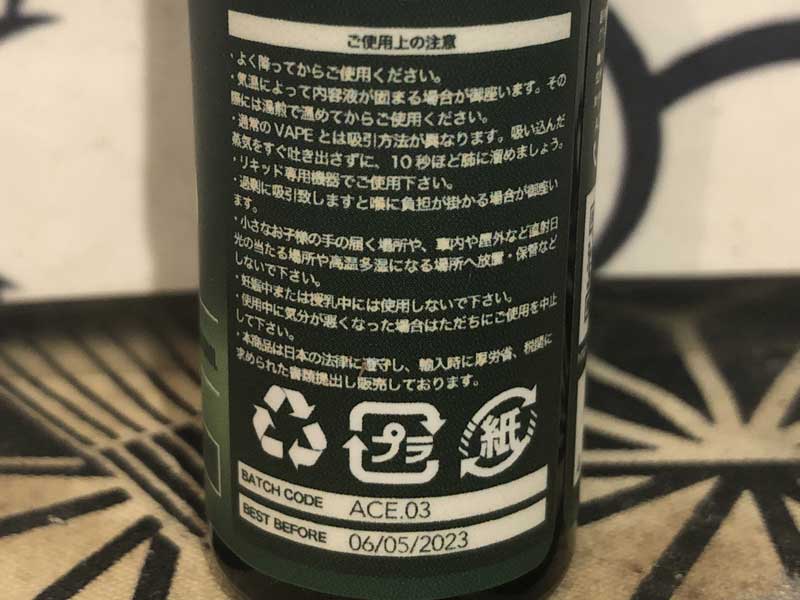 ご使用上の注意
・よく降ってからご使用ください。
・気温によって内容液が固まる場合が御座います。その
際には湯煎で温めてからご使用ください。
・通常の VAPE とは吸引方法が異なります。吸い込んだ
蒸気をすぐ吐き出さずに、10 秒ほど肺に溜めましょう。
・リキッド専用機器でご使用下さい。
・過剰に吸引致しますと喉に負担が掛かる場合が御座い
ます。
・小さなお子様の手の届く場所や、車内や屋外など直射日
光の当たる場所や高温多湿になる場所へ放置・保管など
しないで下さい。
・妊娠中または授乳中には使用しないで下さい。
・使用中に気分が悪くなった場合はただちにご使用を中止
して下さい。
・本商品は日本の法律に遵守し、輸入時に厚労省、税関に
求められた書類提出し販売しております。
プラ 紙
BATCH CODE ACE.03
BEST BEFORE 06/05/2023